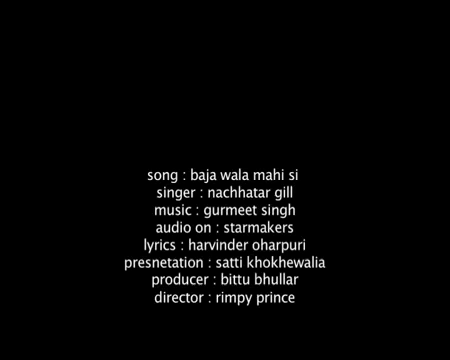 song : baja wala mahi si
singer : nachhatar gill
music : gurmeet singh
audio on : starmakers
lyrics : harvinder oharpuri
presnetation : satti khokhewalia
producer : bittu bhullar
director : rimpy prince